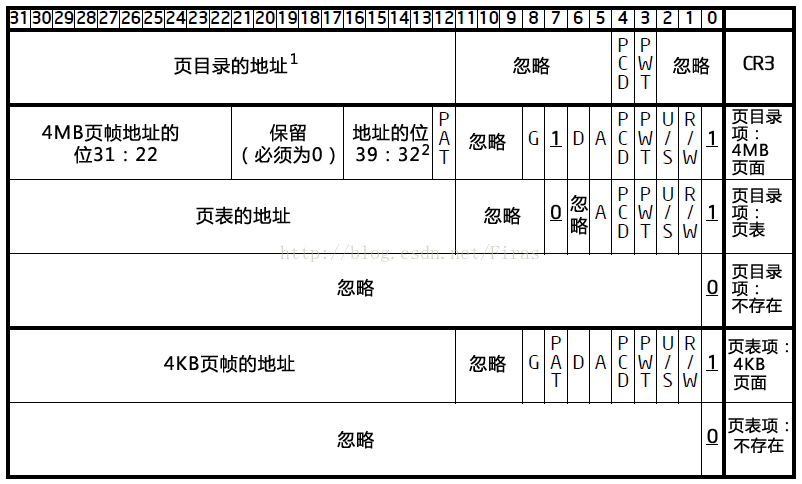 31 30 29 28 27 26 25 24 23 22 21 20 19 18 17 16 15 14 13 12 11 10 9 8 7 6 5 4 3 2 1 0
页目录的地址1 忽略 PCD PWT 忽略 CR3
4MB页帧地址的位31：22 保留（必须为0） 地址的位39：322 PAT 忽略 G 1 D A PCD PWT U/S R/W 1 页目录项：4MB页面
页表的地址 忽略 0 忽略 A PCD PWT U/S R/W 1 页目录项：页表
http://blog.csdn.net/Firas
忽略 0 页目录项：不存在
4KB页帧的地址 忽略 G PAT D A PCD PWT U/S R/W 1 页表项：4KB页面
忽略 0 页表项：不存在